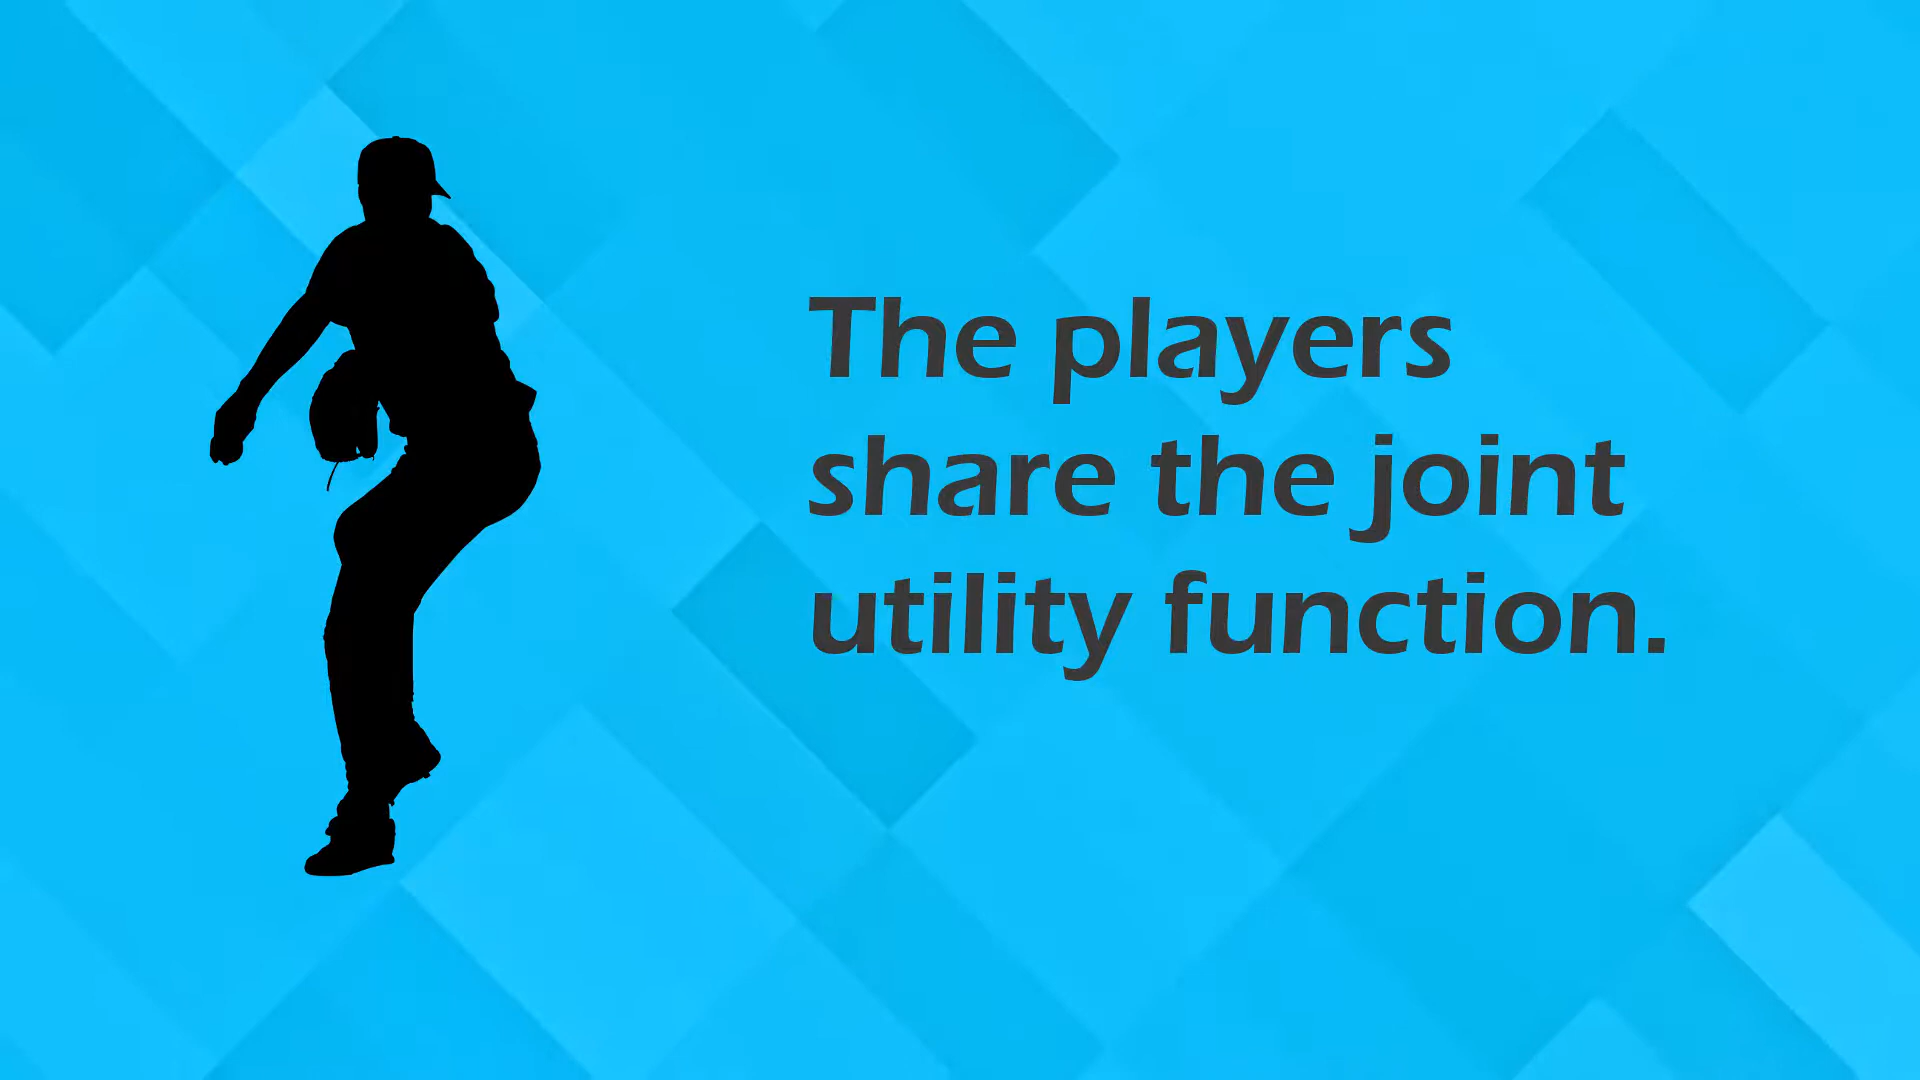 The players
share the joint
utility function.